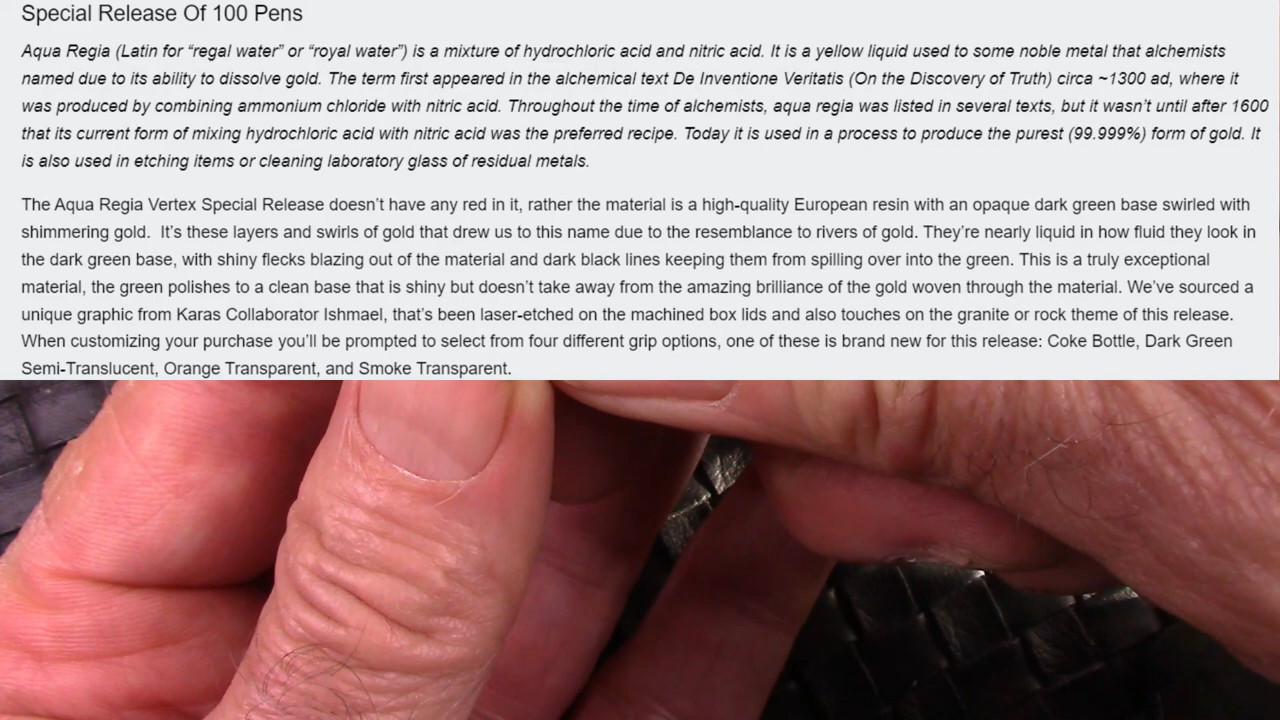 Special Release Of 100 Pens
Aqua Regia (Latin for “regal water” or “royal water”) is a mixture of hydrochloric acid and nitric acid. It is a yellow liquid used to some noble metal that alchemists
named due to its ability to dissolve gold. The term first appeared in the alchemical text De Inventione Veritatis (On the Discovery of Truth) circa ~1300 ad, where it
was produced by combining ammonium chloride with nitric acid. Throughout the time of alchemists, aqua regia was listed in several texts, but it wasn’t until after 1600
that its current form of mixing hydrochloric acid with nitric acid was the preferred recipe. Today it is used in a process to produce the purest (99.999%) form of gold. It
is also used in etching items or cleaning laboratory glass of residual metals.
The Aqua Regia Vertex Special Release doesn’t have any red in it, rather the material is a high-quality European resin with an opaque dark green base swirled with
shimmering gold.  It’s these layers and swirls of gold that drew us to this name due to the resemblance to rivers of gold. They’re nearly liquid in how fluid they look in
the dark green base, with shiny flecks blazing out of the material and dark black lines keeping them from spilling over into the green. This is a truly exceptional
material, the green polishes to a clean base that is shiny but doesn’t take away from the amazing brilliance of the gold woven through the material. We’ve sourced a
unique graphic from Karas Collaborator Ishmael, that’s been laser-etched on the machined box lids and also touches on the granite or rock theme of this release.
When customizing your purchase you’ll be prompted to select from four different grip options, one of these is brand new for this release: Coke Bottle, Dark Green
Semi-Translucent, Orange Transparent, and Smoke Transparent.